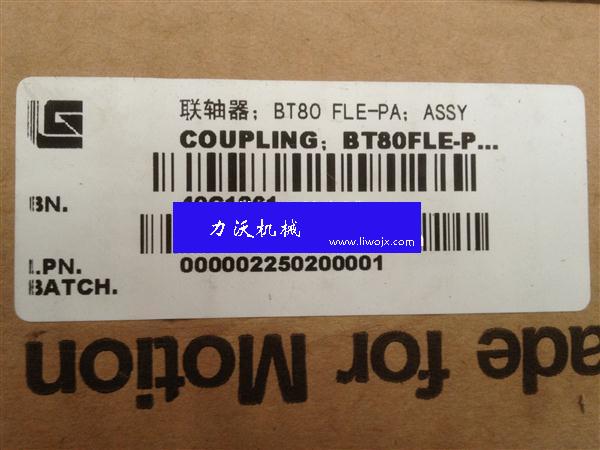 联轴器; BT80 FLE-PA; ASSY
COUPLING; BT80FLE-P...
BN.
力沃机械
www.liwojx.com
LPN. 000002250200001
BATCH.
ade for Motion